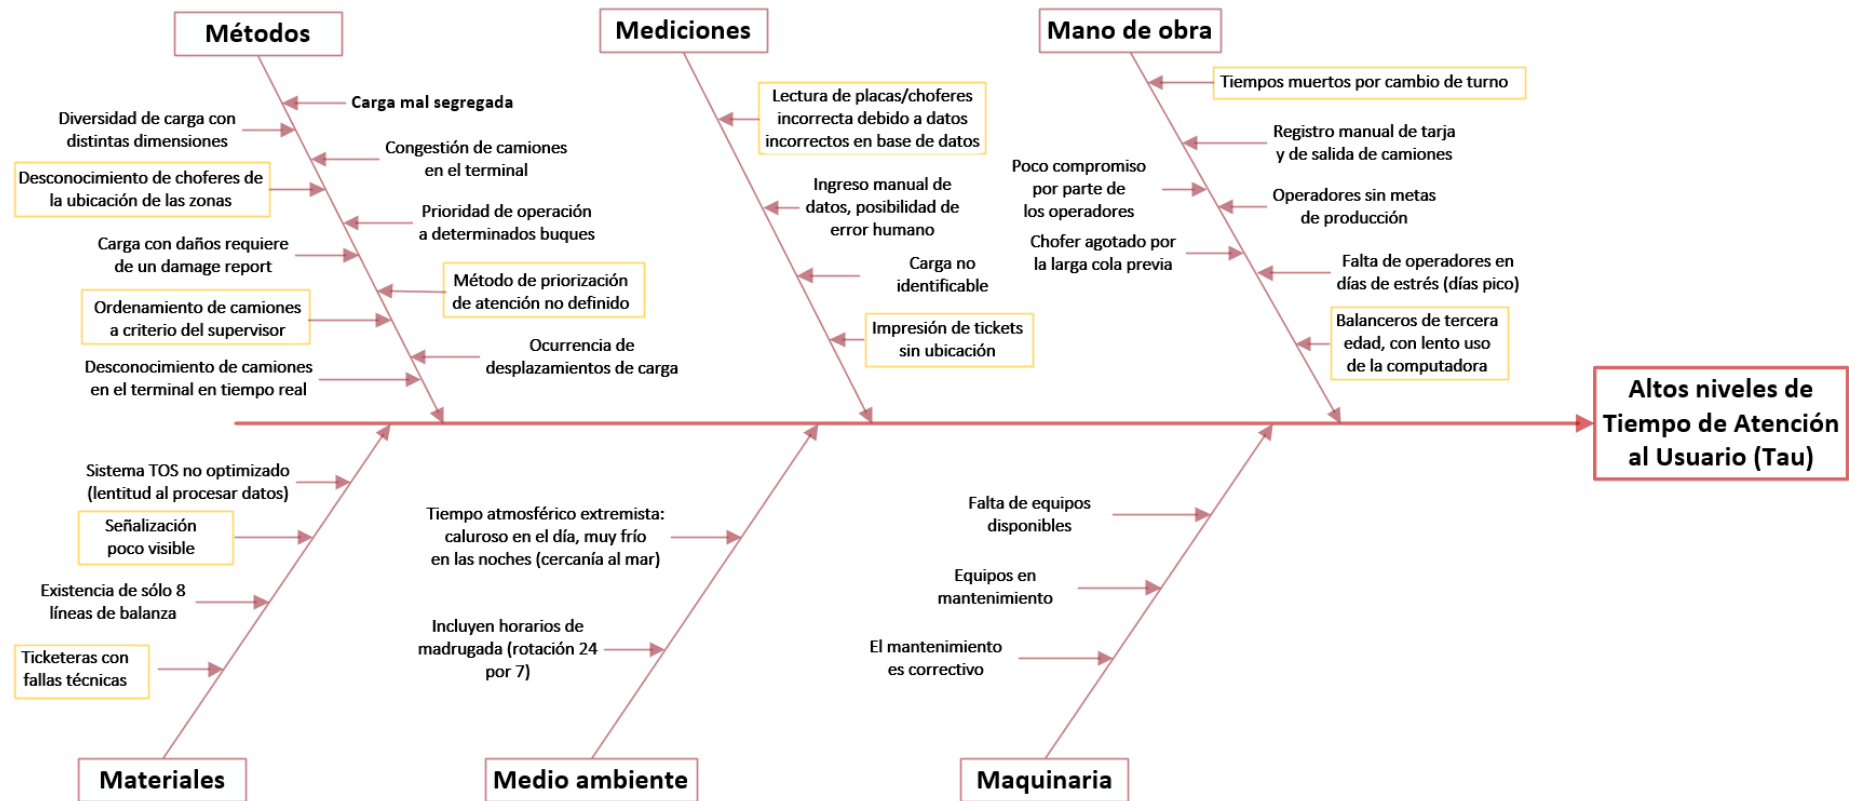 Métodos
Carga mal segregada
Diversidad de carga con
distintas dimensiones
Congestión de camiones
en el terminal
Desconocimiento de choferes de
la ubicación de las zonas
Prioridad de operación
a determinados buques
Carga con daños requiere
de un damage report
Método de priorización
de atención no definido
Ordenamiento de camiones
a criterio del supervisor
Ocurrencia de
desplazamientos de carga
Desconocimiento de camiones
en el terminal en tiempo real
Mediciones
Lectura de placas/choferes
incorrecta debido a datos
incorrectos en base de datos
Ingreso manual de
datos, posibilidad de
error humano
Carga no
identificable
Impresión de tickets
sin ubicación
Mano de obra
Tiempos muertos por cambio de turno
Registro manual de tarja
y de salida de camiones
Poco compromiso
por parte de
los operadores
Operadores sin metas
de producción
Chofer agotado por
la larga cola previa
Falta de operadores en
días de estrés (días pico)
Balanceros de tercera
edad, con lento uso
de la computadora
Altos niveles de
Tiempo de Atención
al Usuario (Tau)
Sistema TOS no optimizado
(lentitud al procesar datos)
Señalización
poco visible
Existencia de sólo 8
líneas de balanza
Ticketeras con
fallas técnicas
Materiales
Tiempo atmosférico extremista:
caluroso en el día, muy frío
en las noches (cercanía al mar)
Incluyen horarios de
madrugada (rotación 24
por 7)
Medio ambiente
Falta de equipos
disponibles
Equipos en
mantenimiento
El mantenimiento
es correctivo
Maquinaria